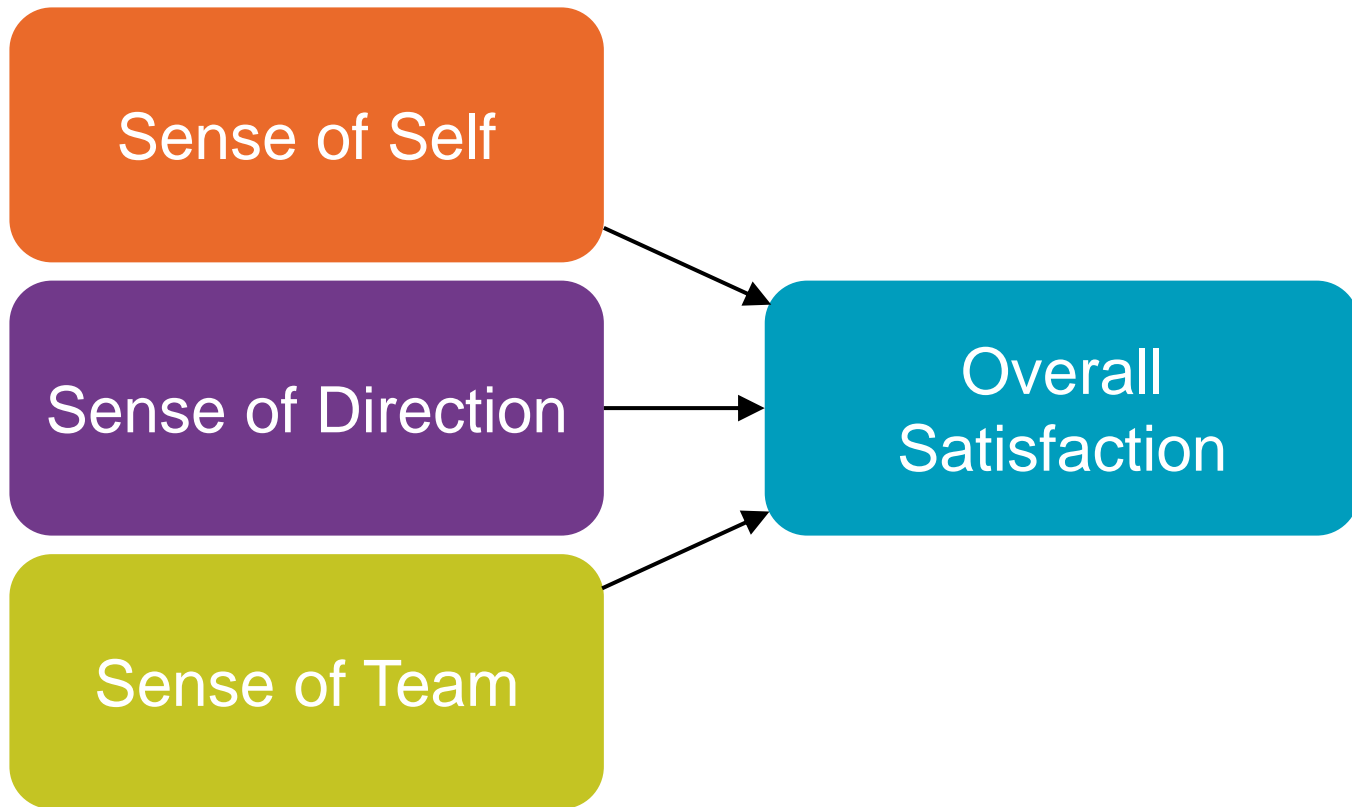 Sense of Self
Sense of Direction
Sense of Team
Overall
Satisfaction